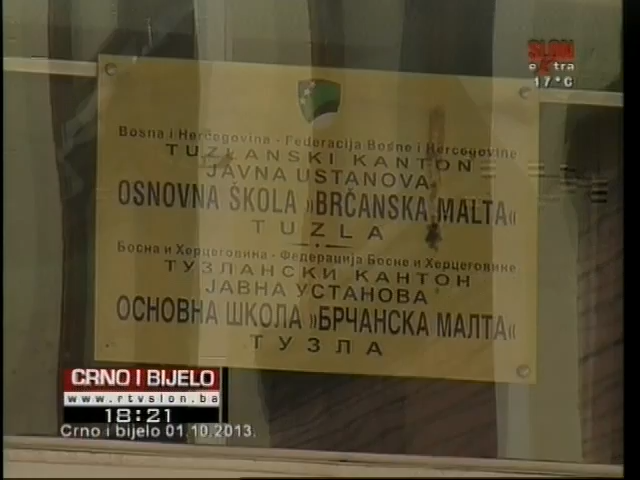 SLON
extra
17°C
Bosna i Hercegovina - Federacija Bosne i Hercegovine
TUZLANSKI KANTON
JAVNA USTANOVA
OSNOVNA ŠKOLA »BRČANSKA MALTA«
TUZLA
Босна и Херцеговина - Федерација Босне и Херцеговине
ТУЗЛАНСКИ КАНТОН
ЈАВНА УСТАНОВА
ОСНОВНА ШКОЛА »БРЧАНСКА МАЛТА«
ТУЗЛА
CRNO I BIJELO
www.rtvslon.ba
18:21
Crno i bijelo 01.10.2013.